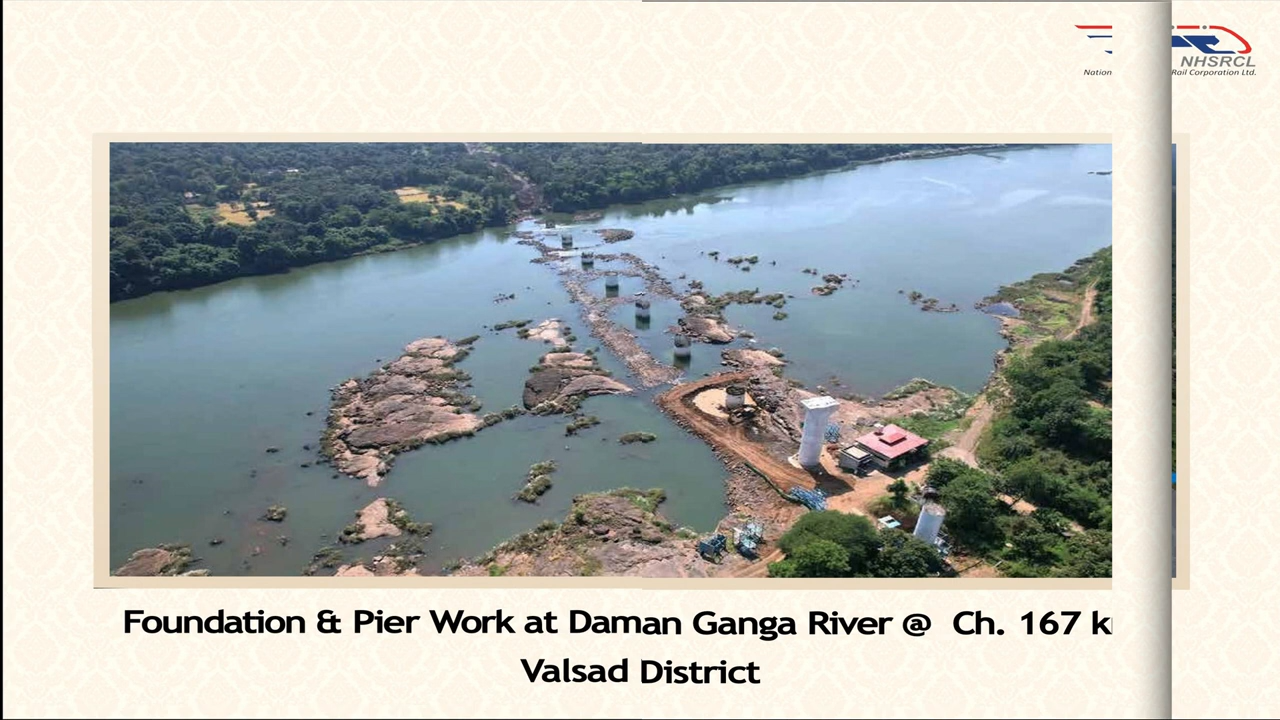 NHSRCL
Nation Rail Corporation Ltd.
Foundation & Pier Work at Daman Ganga River @ Ch. 167 k
Valsad District